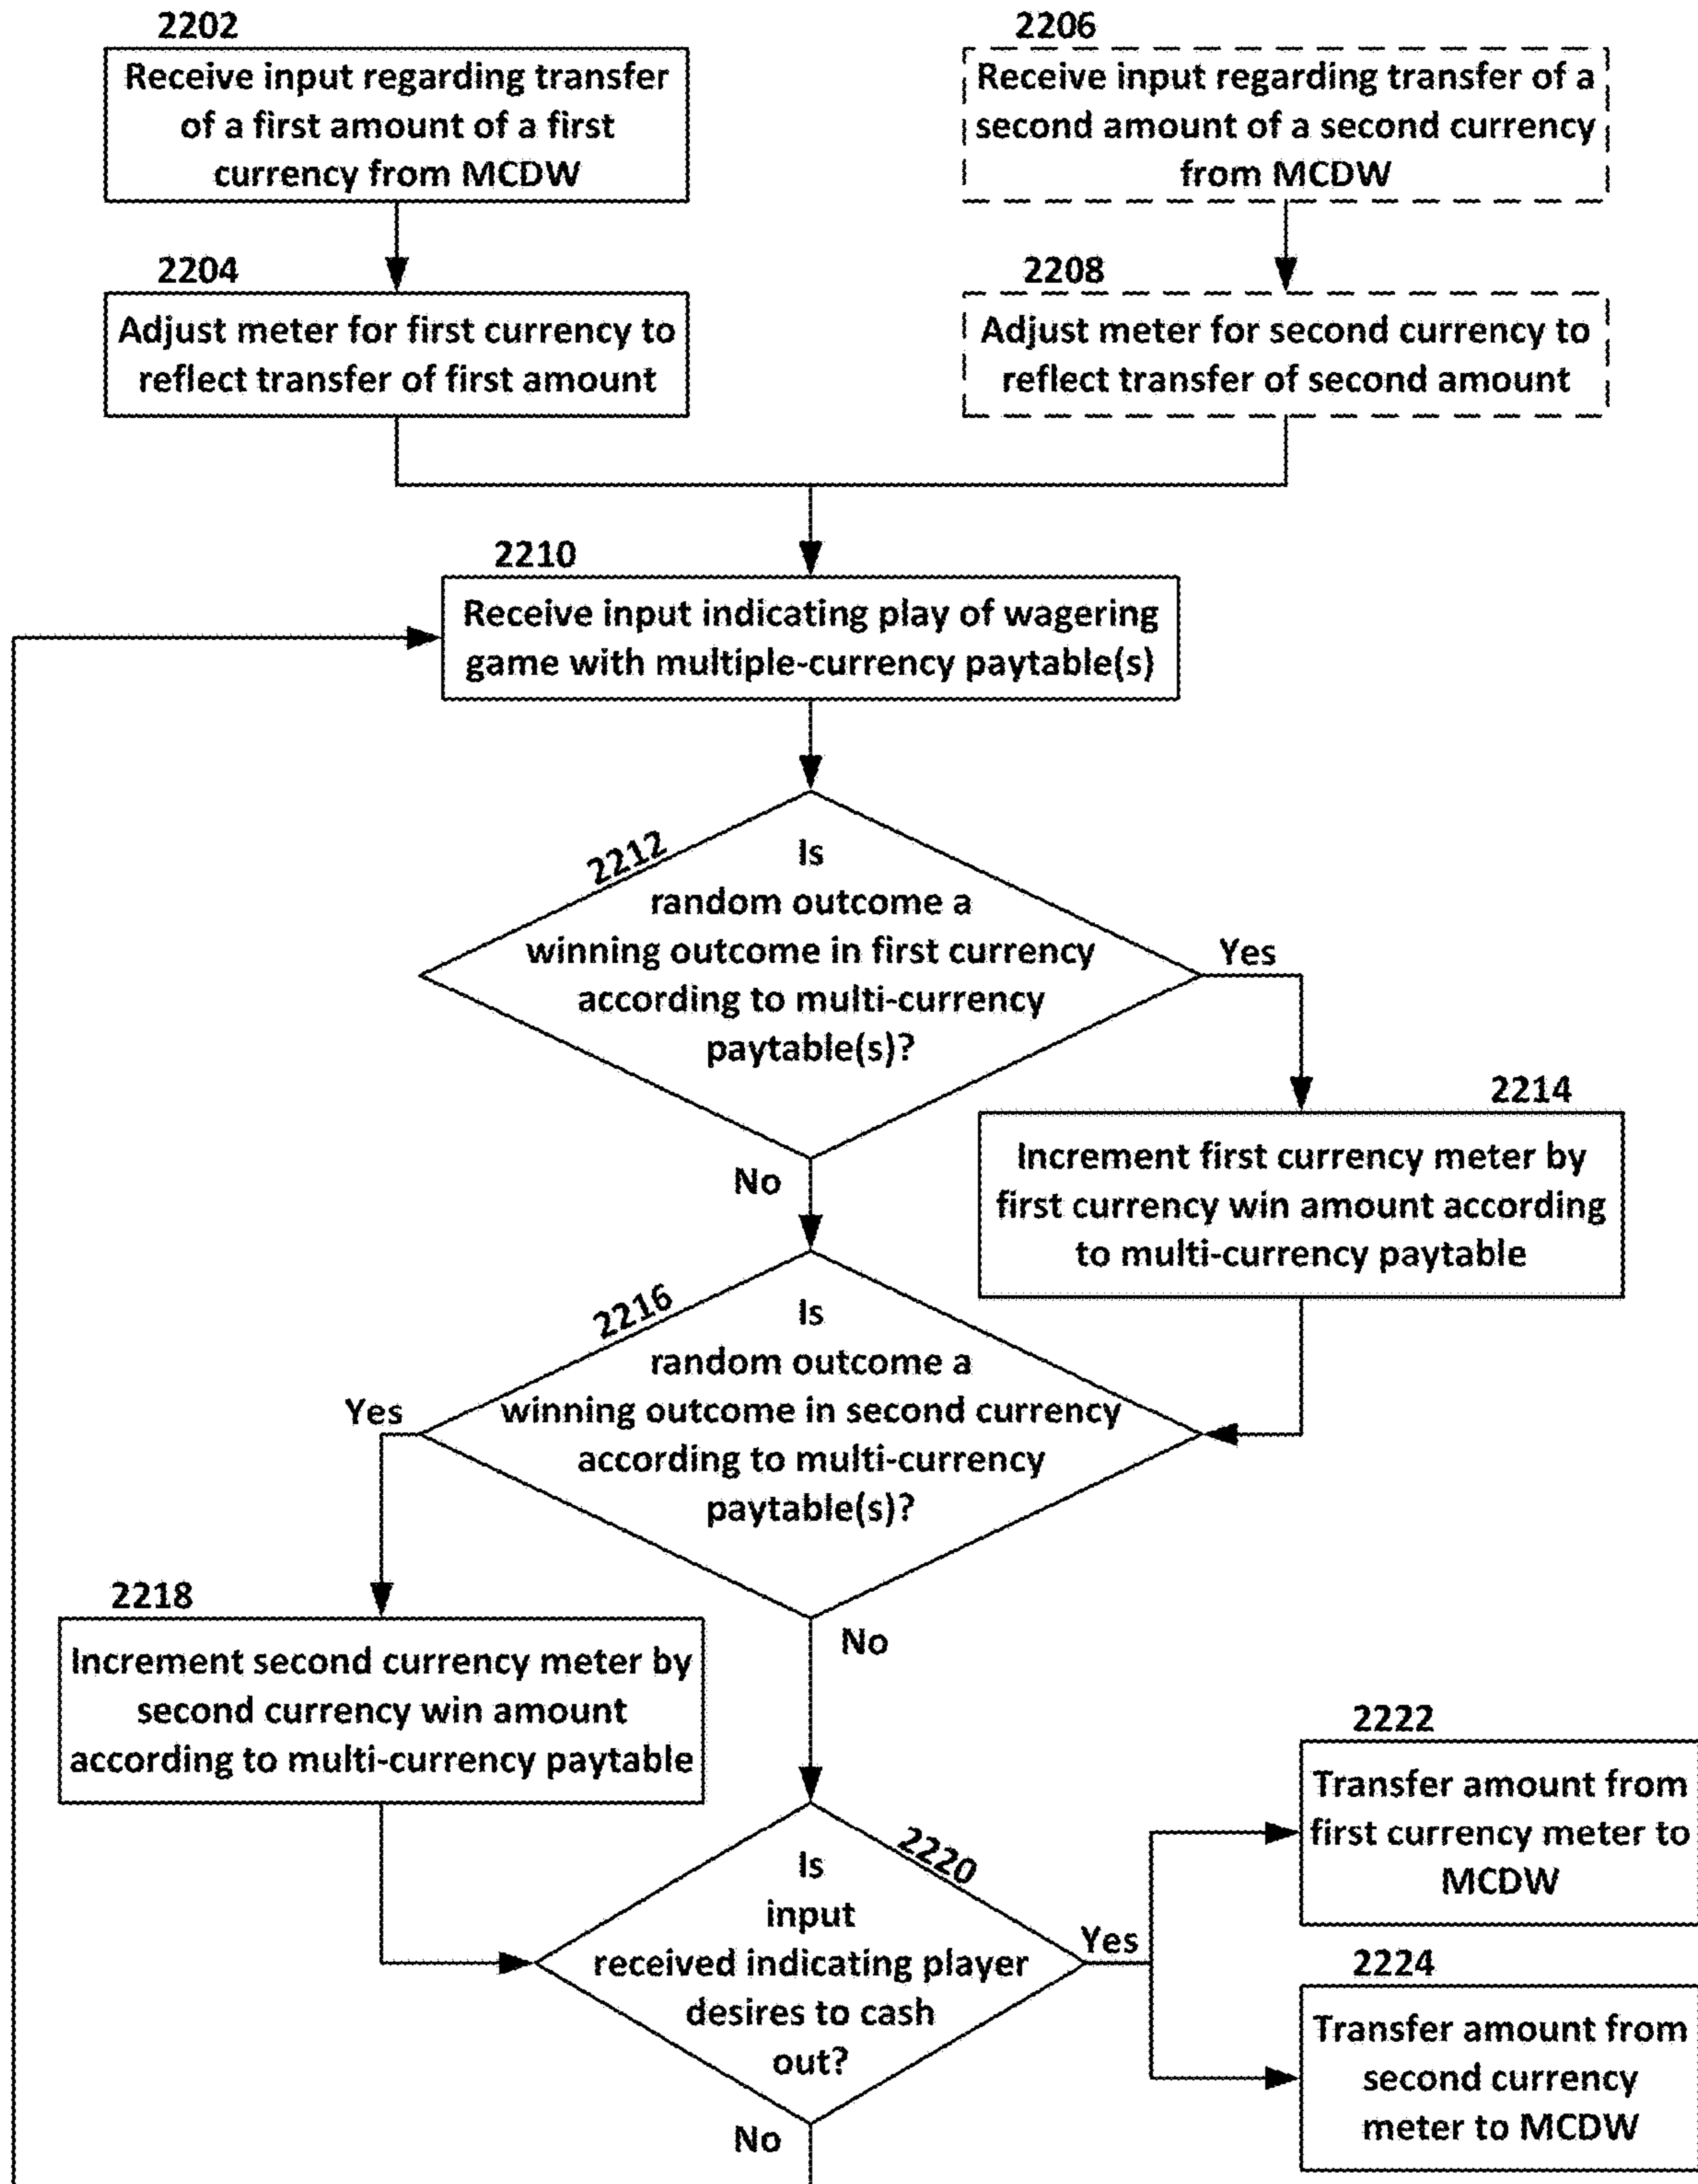 2202
Receive input regarding transfer
of a first amount of a first
currency from MCDW
2206
Receive input regarding transfer of a
second amount of a second currency
from MCDW
2204
Adjust meter for first currency to
reflect transfer of first amount
2208
Adjust meter for second currency to
reflect transfer of second amount
2210
Receive input indicating play of wagering
game with multiple-currency paytable(s)
2212
Is
random outcome a
winning outcome in first currency
according to multi-currency
paytable(s)?
Yes
No
2214
Increment first currency meter by
first currency win amount according
to multi-currency paytable
2216
Is
random outcome a
winning outcome in second currency
according to multi-currency
paytable(s)?
Yes
No
2218
Increment second currency meter by
second currency win amount
according to multi-currency paytable
2220
Is
input
received indicating player
desires to cash
out?
Yes
No
2222
Transfer amount from
first currency meter to
MCDW
2224
Transfer amount from
second currency
meter to MCDW